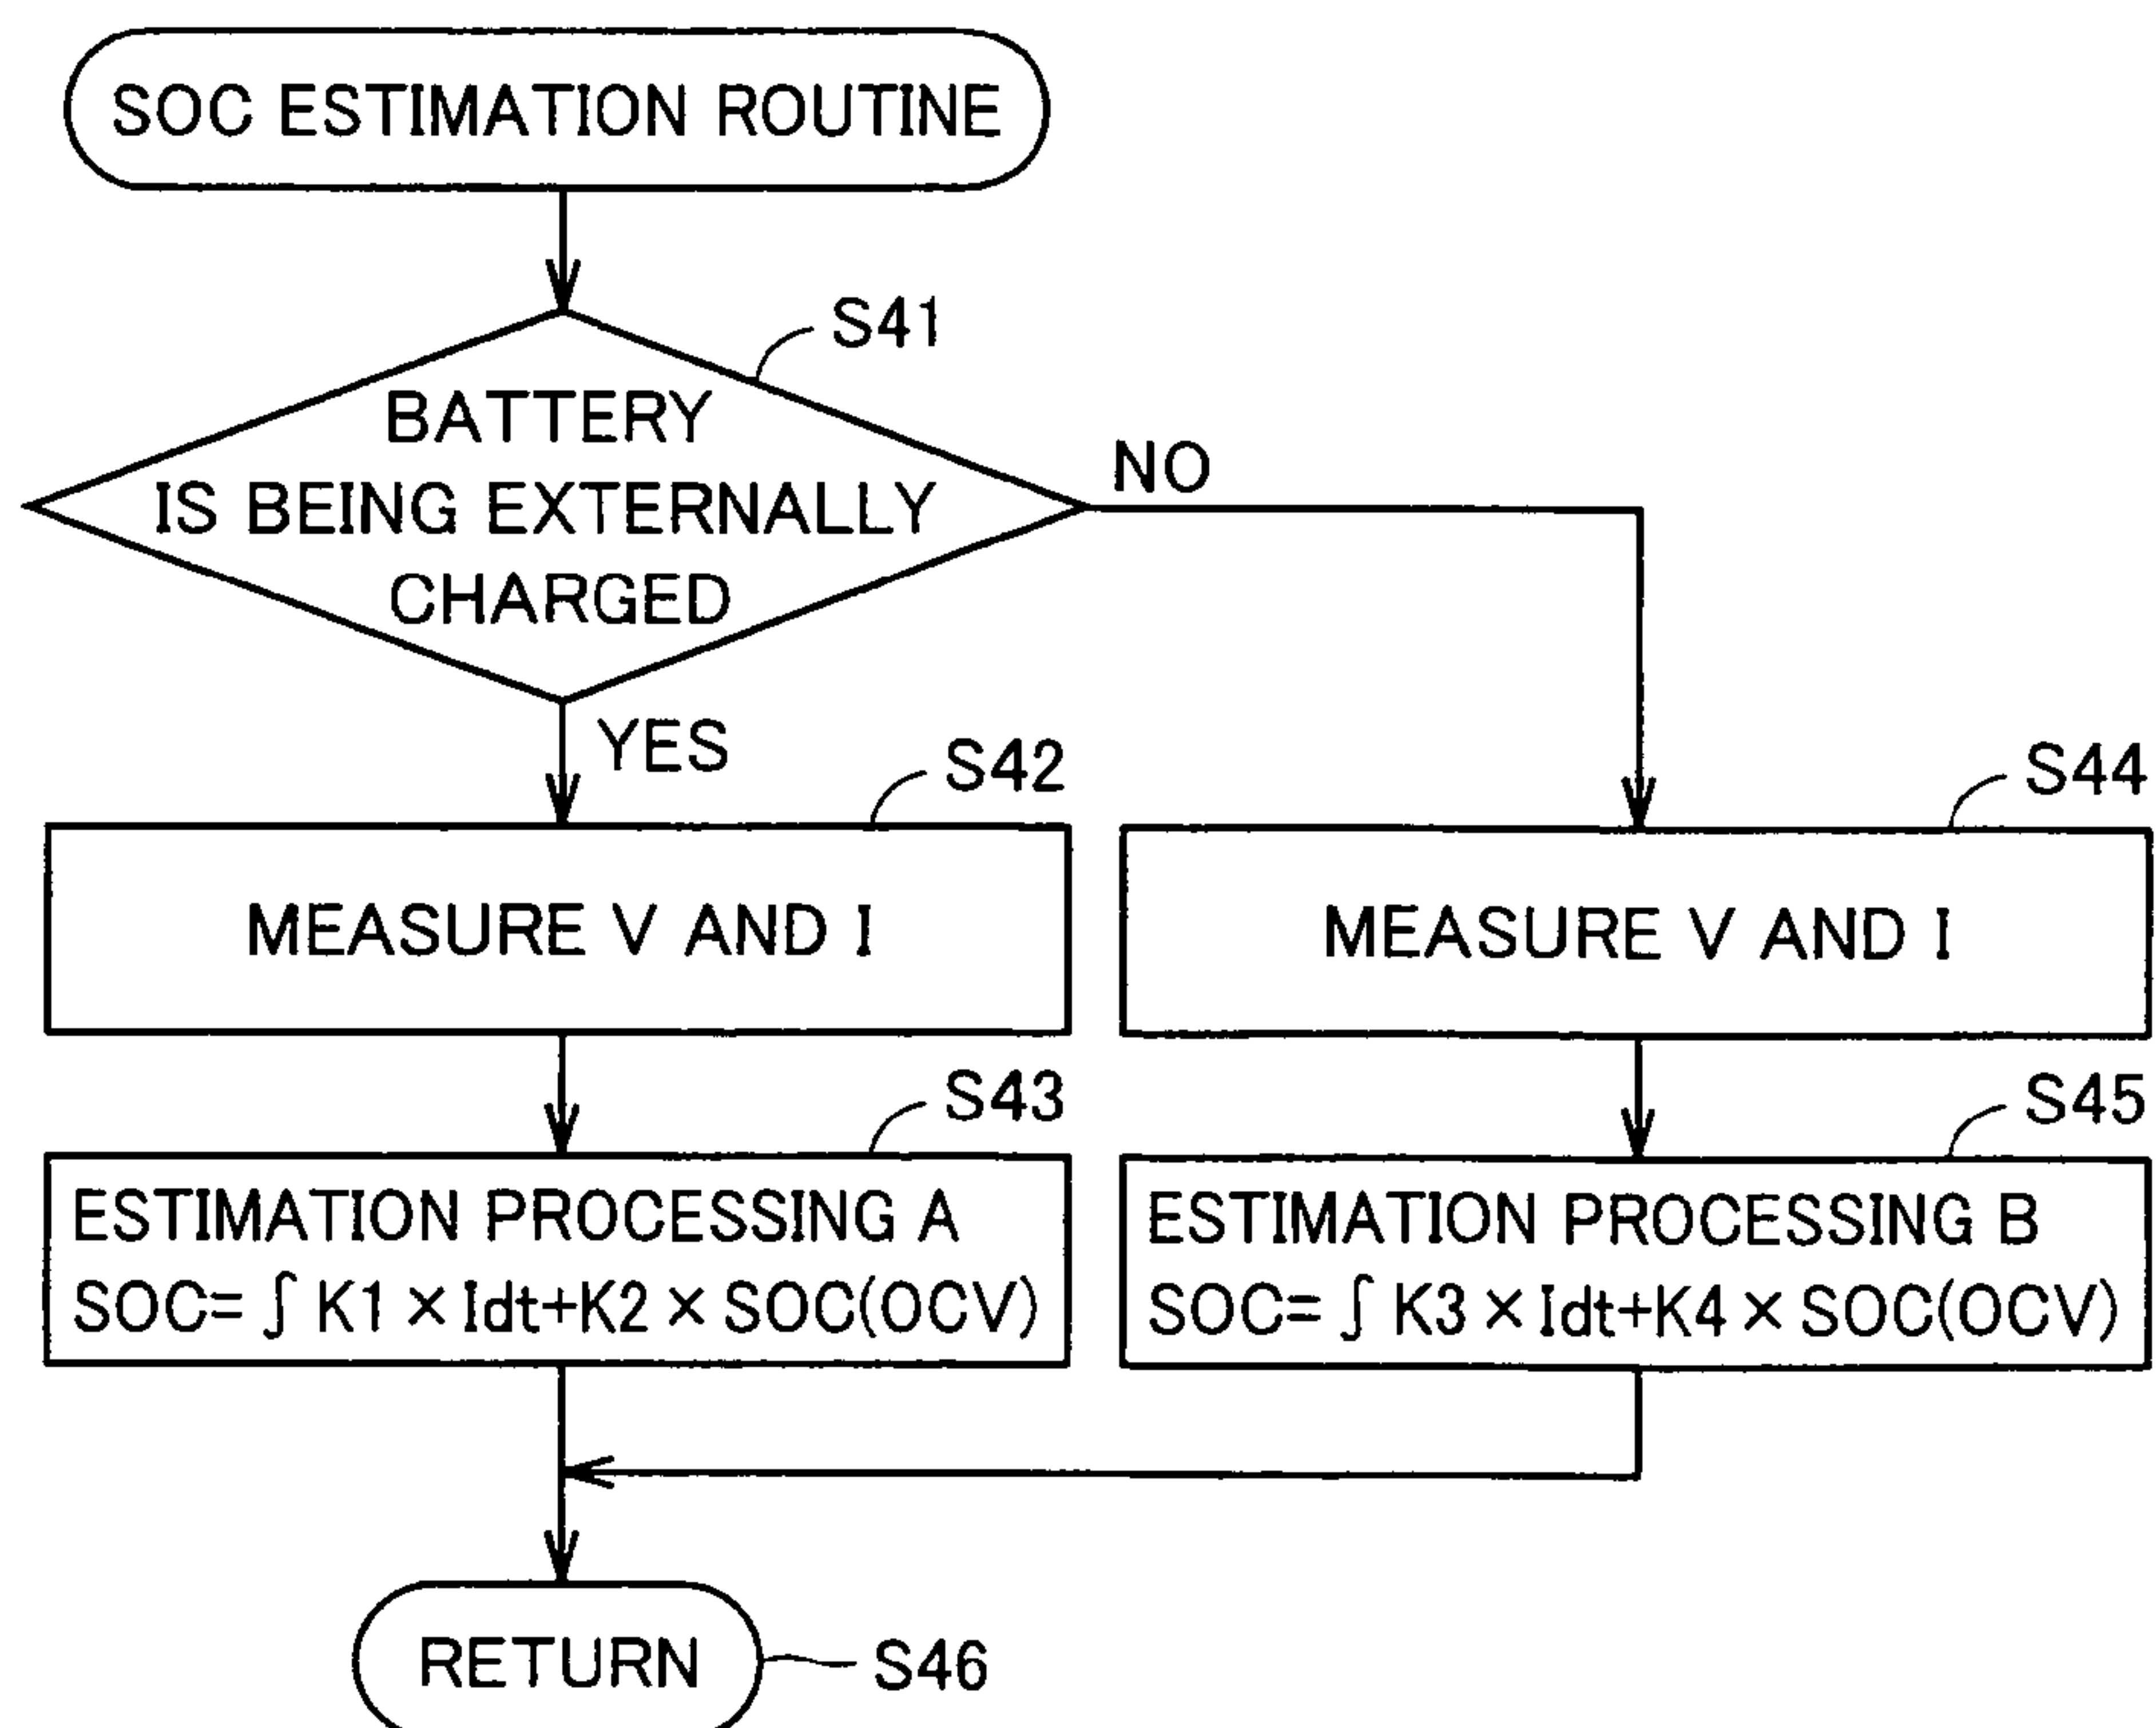 SOC ESTIMATION ROUTINE
S41
BATTERY
IS BEING EXTERNALLY
CHARGED
NO
YES
S42
MEASURE V AND I
S44
MEASURE V AND I
S43
ESTIMATION PROCESSING A
SOC=∫K1×Idt+K2×SOC(OCV)
S45
ESTIMATION PROCESSING B
SOC=∫K3×Idt+K4×SOC(OCV)
RETURN
S46